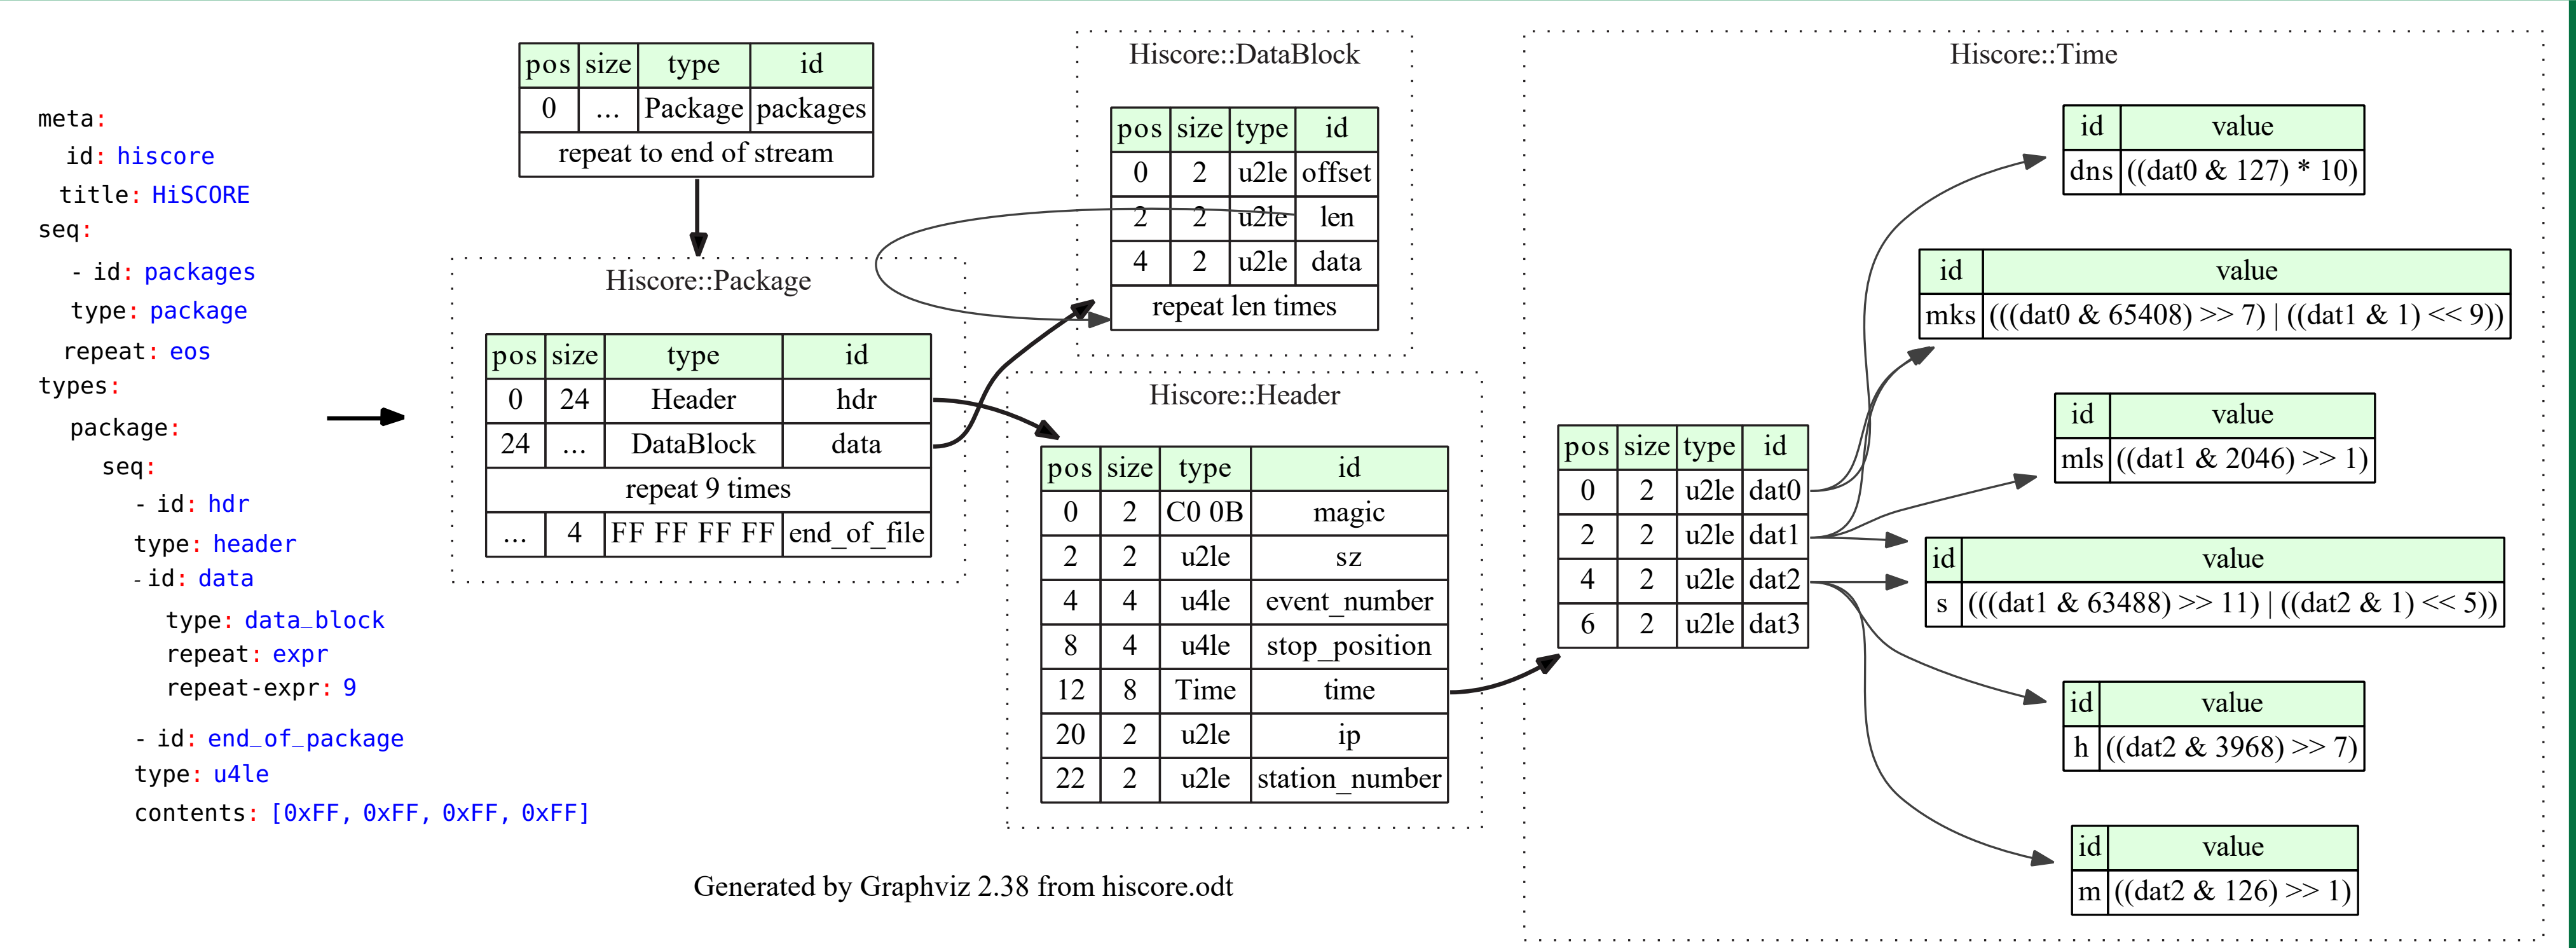 meta:
id: hiscore
title: HiSCORE
seq:
- id: packages
type: package
repeat: eos
types:
package:
seq:
- id: hdr
type: header
-id: data
type: data_block
repeat: expr
repeat-expr: 9
- id: end_of_package
type: u4le
contents: [0xFF, 0xFF, 0xFF, 0xFF]
pos size type id
0 ... Package packages
repeat to end of stream
Hiscore::Package
pos size type id
0 24 Header hdr
24 ... DataBlock data
repeat 9 times
... 4 FF FF FF FF end_of_file
Hiscore::DataBlock
pos size type id
0 2 u2le offset
2 2 u2le len
4 2 u2le data
repeat len times
Hiscore::Header
pos size type id
0 2 C0 0B magic
2 2 u2le sz
4 4 u4le event_number
8 4 u4le stop_position
12 8 Time time
20 2 u2le ip
22 2 u2le station_number
Hiscore::Time
pos size type id
0 2 u2le dat0
2 2 u2le dat1
4 2 u2le dat2
6 2 u2le dat3
id value
dns ((dat0 & 127) * 10)
id value
mks (((dat0 & 65408) >> 7) | ((dat1 & 1) << 9))
id value
mls ((dat1 & 2046) >> 1)
id value
s (((dat1 & 63488) >> 11) | ((dat2 & 1) << 5))
id value
h ((dat2 & 3968) >> 7)
id value
m ((dat2 & 126) >> 1)
Generated by Graphviz 2.38 from hiscore.odt